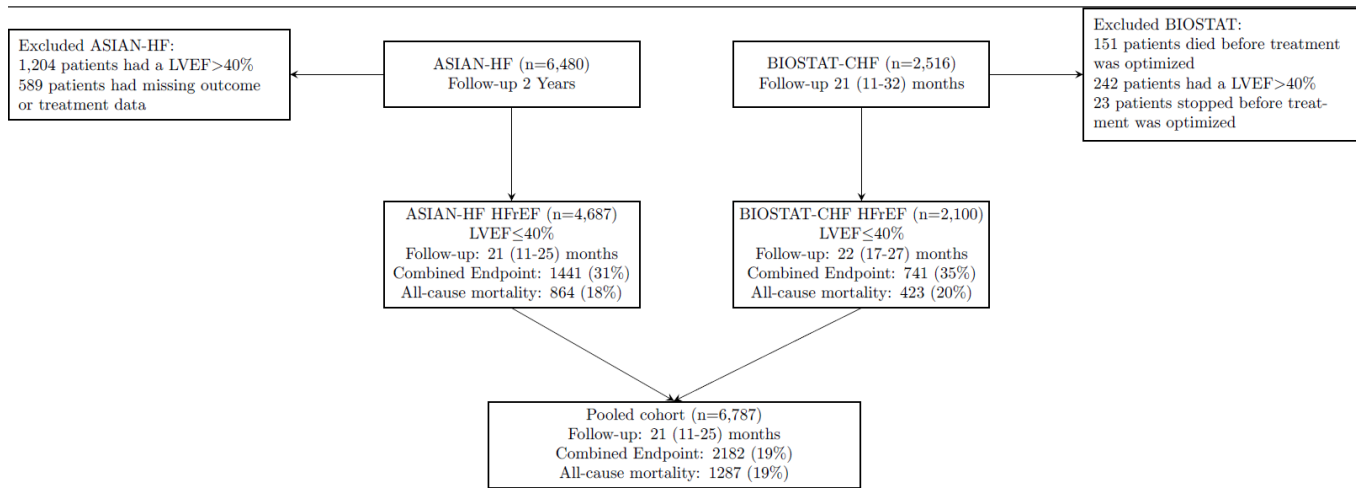 Excluded ASIAN-HF:
1,204 patients had a LVEF>40%
589 patients had missing outcome
or treatment data
ASIAN-HF (n=6,480)
Follow-up 2 Years
BIOSTAT-CHF (n=2,516)
Follow-up 21 (11-32) months
Excluded BIOSTAT:
151 patients died before treatment
was optimized
242 patients had a LVEF>40%
23 patients stopped before treat-
ment was optimized
ASIAN-HF HFrEF (n=4,687)
LVEF≤40%
Follow-up: 21 (11-25) months
Combined Endpoint: 1441 (31%)
All-cause mortality: 864 (18%)
BIOSTAT-CHF HFrEF (n=2,100)
LVEF≤40%
Follow-up: 22 (17-27) months
Combined Endpoint: 741 (35%)
All-cause mortality: 423 (20%)
Pooled cohort (n=6,787)
Follow-up: 21 (11-25) months
Combined Endpoint: 2182 (19%)
All-cause mortality: 1287 (19%)